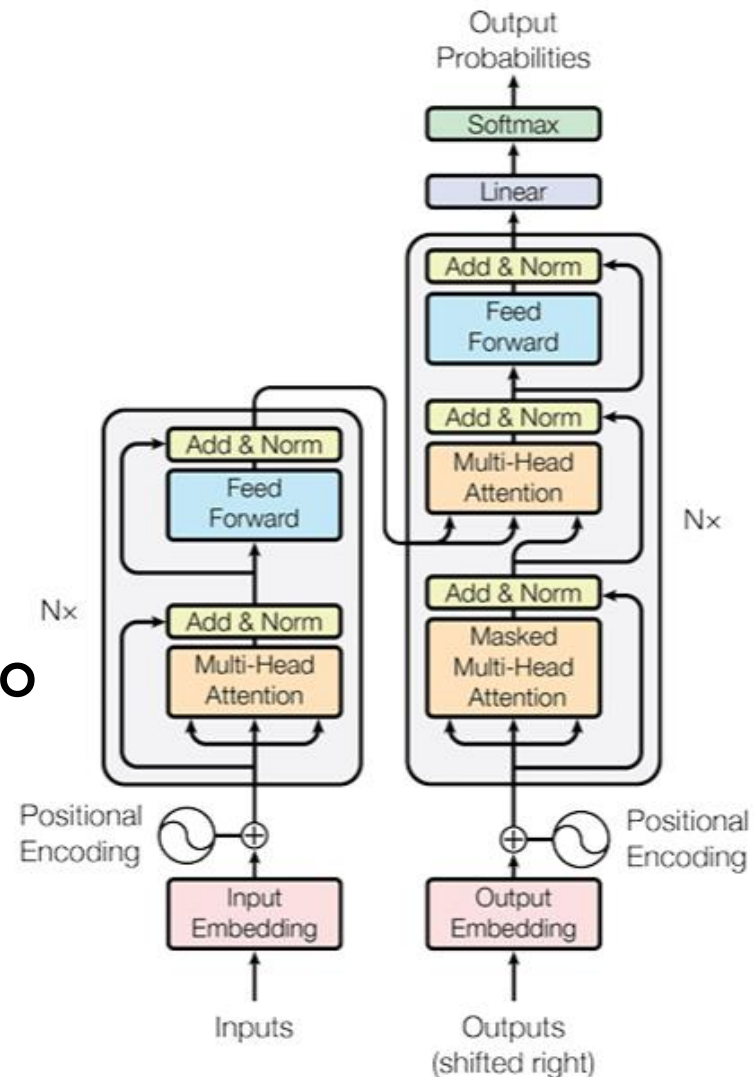 Output
Probabilities
Softmax
Linear
Add & Norm
Feed
Forward
Add & Norm
Multi-Head
Attention
Add & Norm
Masked
Multi-Head
Attention
Nx
Add & Norm
Feed
Forward
Add & Norm
Multi-Head
Attention
Nx
o
Positional
Encoding
Positional
Encoding
Input
Embedding
Output
Embedding
Inputs
Outputs
(shifted right)